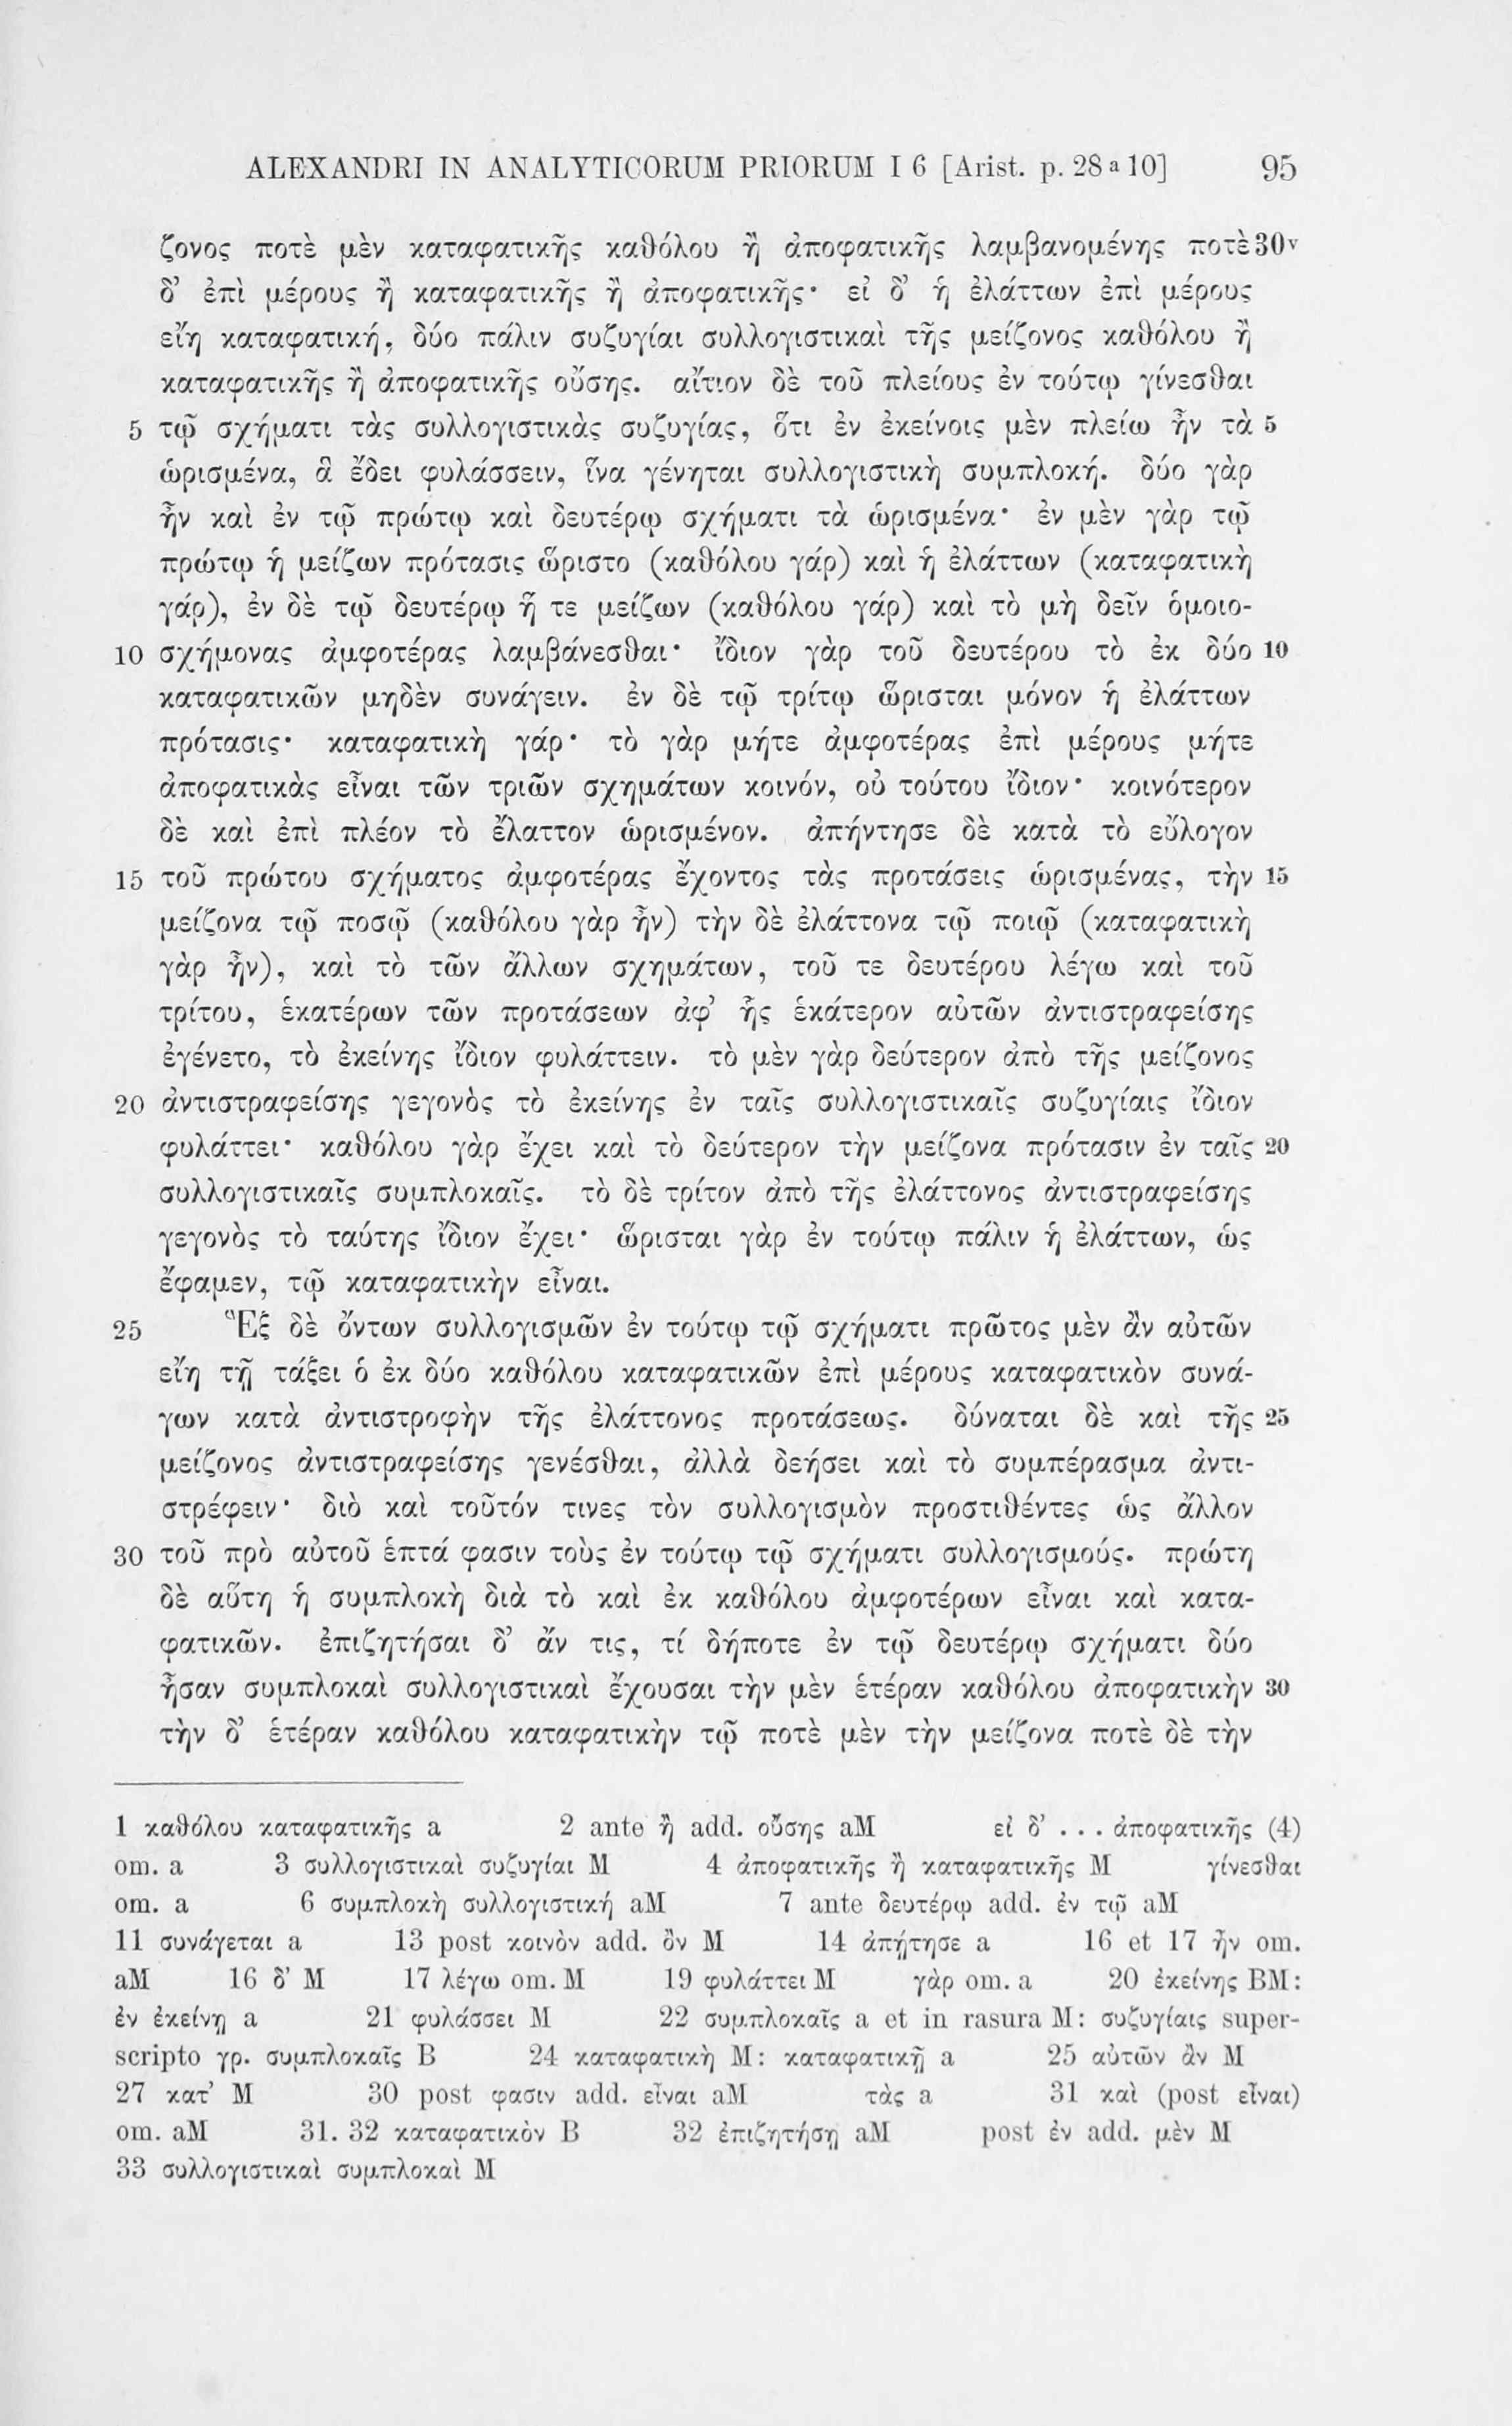 ALEXANDRI IN ANALYTICORUM PRIORUM I 6 [Arist. p. 28 a 10] 95
ζονος ποτὲ μὲν καταφατικῆς καθόλου ἢ ἀποφατικῆς λαμβανομένης ποτὲ 30v
δ’ ἐπὶ μέρους ἢ καταφατικῆς ἢ ἀποφατικῆς· εἰ δ’ ἡ ἐλάττων ἐπὶ μέρους
εἴη καταφατική, δύο πάλιν συζυγίαι συλλογιστικαὶ τῆς μείζονος καθόλου ἢ
καταφατικῆς ἢ ἀποφατικῆς οὔσης. αἴτιον δὲ τοῦ πλείους ἐν τούτῳ γίνεσθαι
5 τῷ σχήματι τὰς συλλογιστικὰς συζυγίας, ὅτι ἐν ἐκείνοις μὲν πλείω ἦν τὰ 5
ὡρισμένα, ἃ ἔδει φυλάσσειν, ἵνα γένηται συλλογιστικὴ συμπλοκή. δύο γὰρ
ἦν καὶ ἐν τῷ πρώτῳ καὶ δευτέρῳ σχήματι τὰ ὡρισμένα· ἐν μὲν γὰρ τῷ
πρώτῳ ἡ μείζων πρότασις ὥριστο (καθόλου γάρ) καὶ ἡ ἐλάττων (καταφατικὴ
γάρ), ἐν δὲ τῷ δευτέρῳ ἥ τε μείζων (καθόλου γάρ) καὶ τὸ μὴ δεῖν ὁμοιο-
10 σχήμονας ἀμφοτέρας λαμβάνεσθαι· ἴδιον γὰρ τοῦ δευτέρου τὸ ἐκ δύο 10
καταφατικῶν μηδὲν συνάγειν. ἐν δὲ τῷ τρίτῳ ὥρισται μόνον ἡ ἐλάττων
πρότασις· καταφατικὴ γάρ· τὸ γὰρ μήτε ἀμφοτέρας ἐπὶ μέρους μήτε
ἀποφατικὰς εἶναι τῶν τριῶν σχημάτων κοινόν, οὐ τούτου ἴδιον· κοινότερον
δὲ καὶ ἐπὶ πλέον τὸ ἔλαττον ὡρισμένον. ἀπήντησε δὲ κατὰ τὸ εὔλογον
15 τοῦ πρώτου σχήματος ἀμφοτέρας ἔχοντος τὰς προτάσεις ὡρισμένας, τὴν 15
μείζονα τῷ ποσῷ (καθόλου γὰρ ἦν) τὴν δὲ ἐλάττονα τῷ ποιῷ (καταφατικὴ
γὰρ ἦν), καὶ τὸ τῶν ἄλλων σχημάτων, τοῦ τε δευτέρου λέγω καὶ τοῦ
τρίτου, ἑκατέρων τῶν προτάσεων ἀφ’ ἧς ἑκάτερον αὐτῶν ἀντιστραφείσης
ἐγένετο, τὸ ἐκείνης ἴδιον φυλάττειν. τὸ μὲν γὰρ δεύτερον ἀπὸ τῆς μείζονος
20 ἀντιστραφείσης γεγονὸς τὸ ἐκείνης ἐν ταῖς συλλογιστικαῖς συζυγίαις ἴδιον
φυλάττει· καθόλου γὰρ ἔχει καὶ τὸ δεύτερον τὴν μείζονα πρότασιν ἐν ταῖς 20
συλλογιστικαῖς συμπλοκαῖς. τὸ δὲ τρίτον ἀπὸ τῆς ἐλάττονος ἀντιστραφείσης
γεγονὸς τὸ ταύτης ἴδιον ἔχει· ὥρισται γὰρ ἐν τούτῳ πάλιν ἡ ἐλάττων, ὡς
ἔφαμεν, τῷ καταφατικὴν εἶναι.
25 Ἓξ δὲ ὄντων συλλογισμῶν ἐν τούτῳ τῷ σχήματι πρῶτος μὲν ἂν αὐτῶν
εἴη τῇ τάξει ὁ ἐκ δύο καθόλου καταφατικῶν ἐπὶ μέρους καταφατικὸν συνά-
γων κατὰ ἀντιστροφὴν τῆς ἐλάττονος προτάσεως. δύναται δὲ καὶ τῆς 25
μείζονος ἀντιστραφείσης γενέσθαι, ἀλλὰ δεήσει καὶ τὸ συμπέρασμα ἀντι-
στρέφειν· διὸ καὶ τοῦτόν τινες τὸν συλλογισμὸν προστιθέντες ὡς ἄλλον
30 τοῦ πρὸ αὐτοῦ ἑπτά φασιν τοὺς ἐν τούτῳ τῷ σχήματι συλλογισμούς. πρώτη
δὲ αὕτη ἡ συμπλοκὴ διὰ τὸ καὶ ἐκ καθόλου ἀμφοτέρων εἶναι καὶ κατα-
φατικῶν. ἐπιζητήσαι δ’ ἄν τις, τί δήποτε ἐν τῷ δευτέρῳ σχήματι δύο
ἦσαν συμπλοκαὶ συλλογιστικαὶ ἔχουσαι τὴν μὲν ἑτέραν καθόλου ἀποφατικὴν 30
τὴν δ’ ἑτέραν καθόλου καταφατικὴν τῷ ποτὲ μὲν τὴν μείζονα ποτὲ δὲ τὴν
1 καθόλου καταφατικῆς a 2 ante ἢ add. οὔσης aM εἰ δ’ . . . ἀποφατικῆς (4)
om. a 3 συλλογιστικαὶ συζυγίαι M 4 ἀποφατικῆς ἢ καταφατικῆς M γίνεσθαι
om. a 6 συμπλοκὴ συλλογιστική aM 7 ante δευτέρῳ add. ἐν τῷ aM
11 συνάγεται a 13 post κοινὸν add. ὂν M 14 ἀπῄτησε a 16 et 17 ἦν om.
aM 16 δ’ M 17 λέγω om. M 19 φυλάττει M γὰρ om. a 20 ἐκείνης BM:
ἐν ἐκείνῃ a 21 φυλάσσει M 22 συμπλοκαῖς a et in rasura M: συζυγίαις super-
scripto γρ. συμπλοκαῖς B 24 καταφατικὴ M: καταφατικῇ a 25 αὐτῶν ἂν M
27 κατ’ M 30 post φασιν add. εἶναι aM τὰς a 31 καὶ (post εἶναι)
om. aM 31. 32 καταφατικὸν B 32 ἐπιζητήσῃ aM post ἐν add. μὲν M
33 συλλογιστικαὶ συμπλοκαὶ M